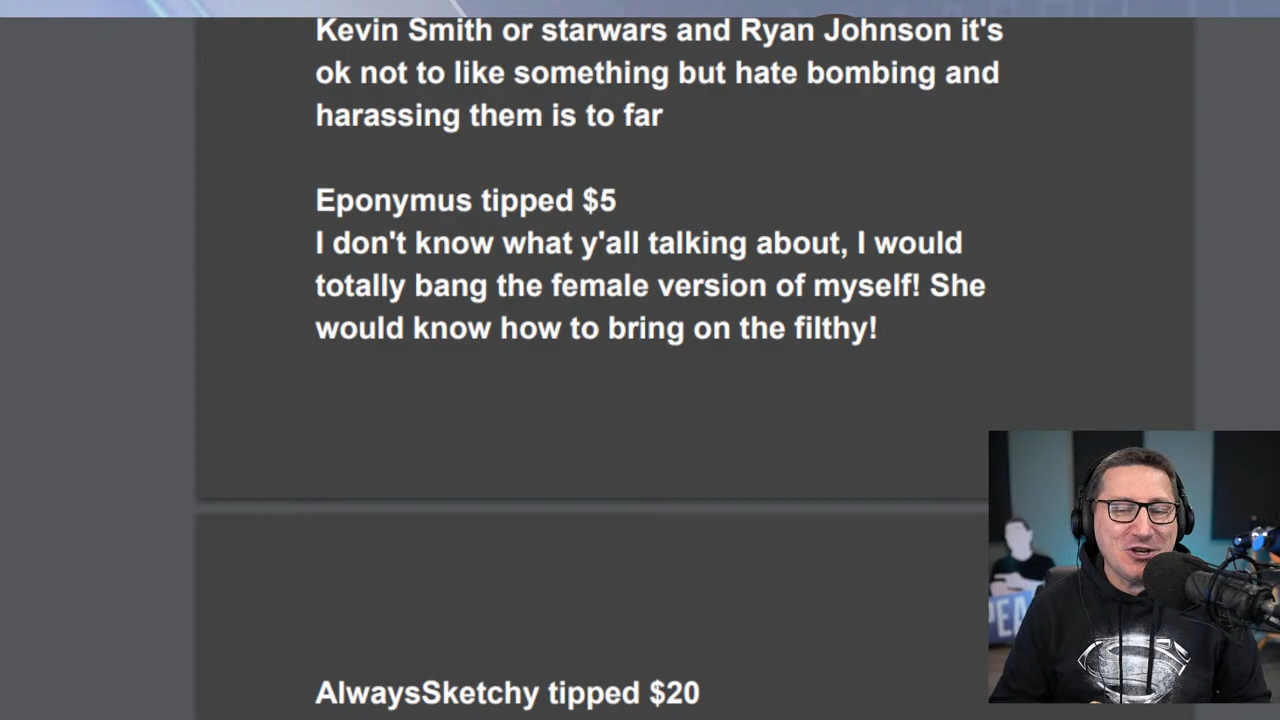 Kevin Smith or starwars and Ryan Johnson it's
ok not to like something but hate bombing and
harassing them is to far
Eponymus tipped $5
I don't know what y'all talking about, I would
totally bang the female version of myself! She
would know how to bring on the filthy!
AlwaysSketchy tipped $20